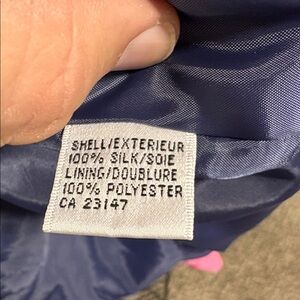 SHELL/EXTERIEUR
100% SILK/SOIE
LINING/DOUBLURE
100% POLYESTER
CA 23147